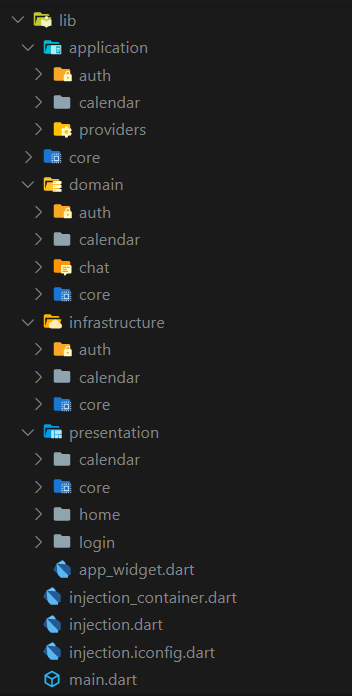 lib
application
auth
calendar
providers
core
domain
auth
calendar
chat
core
infrastructure
auth
calendar
core
presentation
calendar
core
home
login
app_widget.dart
injection_container.dart
injection.dart
injection.iconfig.dart
main.dart